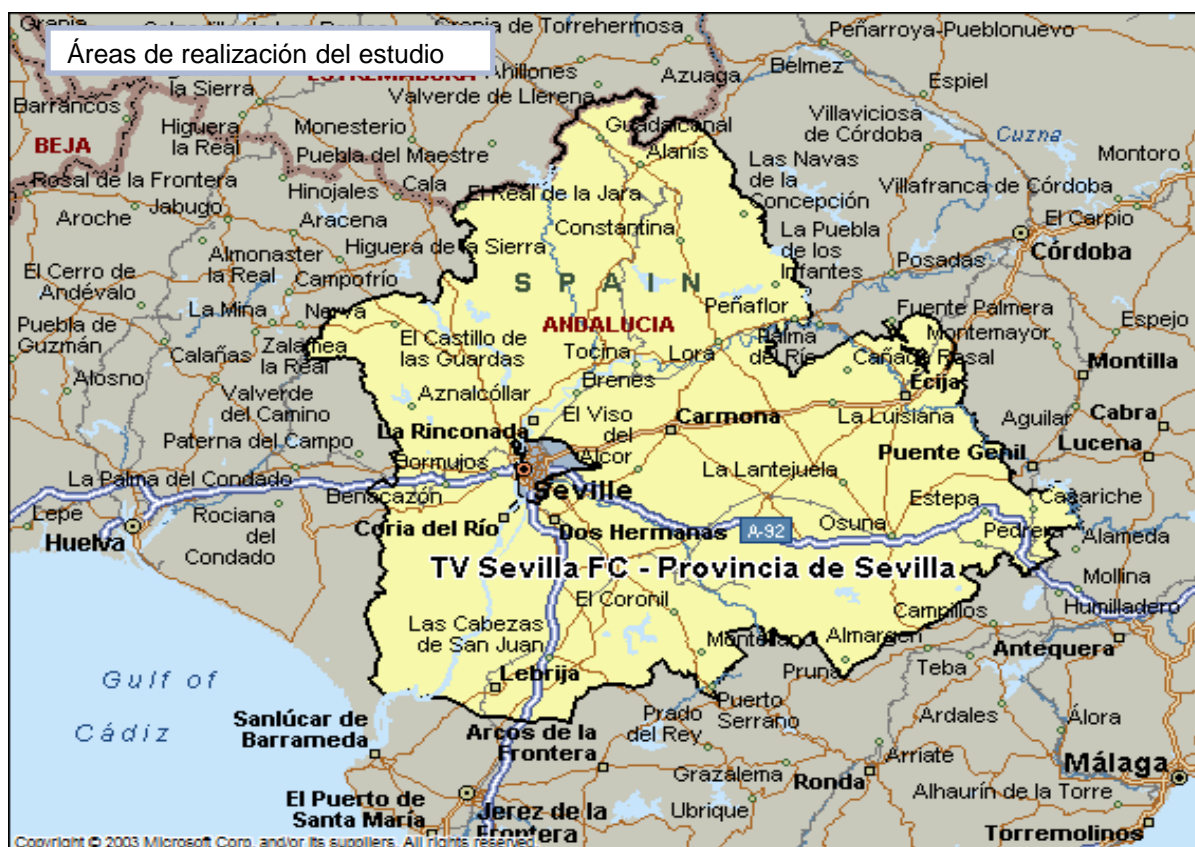 Grania
Granja de Torrehermosa
Peñarroya-Pueblonuevo
Áreas de realización del estudio
ESTREMADURA
Ahillones
Azuaga
Belmez
Espiel
la Sierra
Valverde de Llerena
Barrancos
Higuera
la Real
Monesterio
Guadalcanal
Villaviciosa
de Córdoba
Cuzna
BEJA
Puebla del Maestre
Alanis
Las Navas
de la
Concepción
Montoro
Rosal de la Frontera
Hinojales
Cala
El Real de la Jara
Villafranca de Córdoba
Aroche
Jabugo
Aracena
Constantina
La Puebla
de los
Infantes
El Carpio
Córdoba
Almonaster
la Real
Higuera de la Sierra
Posadas
El Cerro de
Andévalo
Campofrío
SPAIN
La Mina
Nerva
Peñaflor
Fuente Palmera
Puebla de
Guzmán
Zalamea
la Real
El Castillo de
las Guardas
ANDALUCIA
Palma
del Río
Montemayor
Espejo
Calañas
Tocina
Lora
Cañada Rosal
Montilla
Alosno
Valverde
del Camino
Aznalcóllar
Brenes
Écija
El Viso
del
Alcor
Carmona
La Luisiana
Aguilar
Cabra
Paterna del Campo
La Rinconada
Puente Genil
Lucena
La Palma del Condado
Bormujos
La Lantejuela
Benacazón
Seville
Estepa
Casariche
Lepe
Rociana
del
Condado
Coria del Río
Dos Hermanas
A-92
Osuna
Pedrera
Alameda
Huelva
TV Sevilla FC - Provincia de Sevilla
Mollina
El Coronil
Campillos
Humilladero
Las Cabezas
de San Juan
Montellano
Almargen
Antequera
Gulf of
Cádiz
Lebrija
Pruna
Teba
Puerto
Serrano
Sanlúcar de
Barrameda
Arcos de la
Frontera
Prado
del Rey
Ardales
Álora
Grazalema
Ronda
Arriate
Málaga
El Puerto de
Santa María
Jerez de la
Frontera
Ubrique
Alhaurín de la Torre
Torremolinos
Copyright © 2003 Microsoft Corp. and/or its suppliers. All rights reserved.